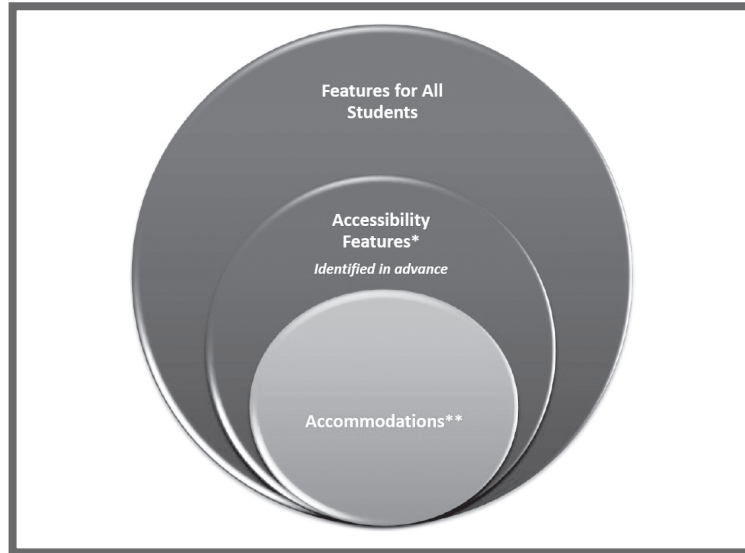 Features for All
Students
Accessibility
Features*
Identified in advance
Accommodations**